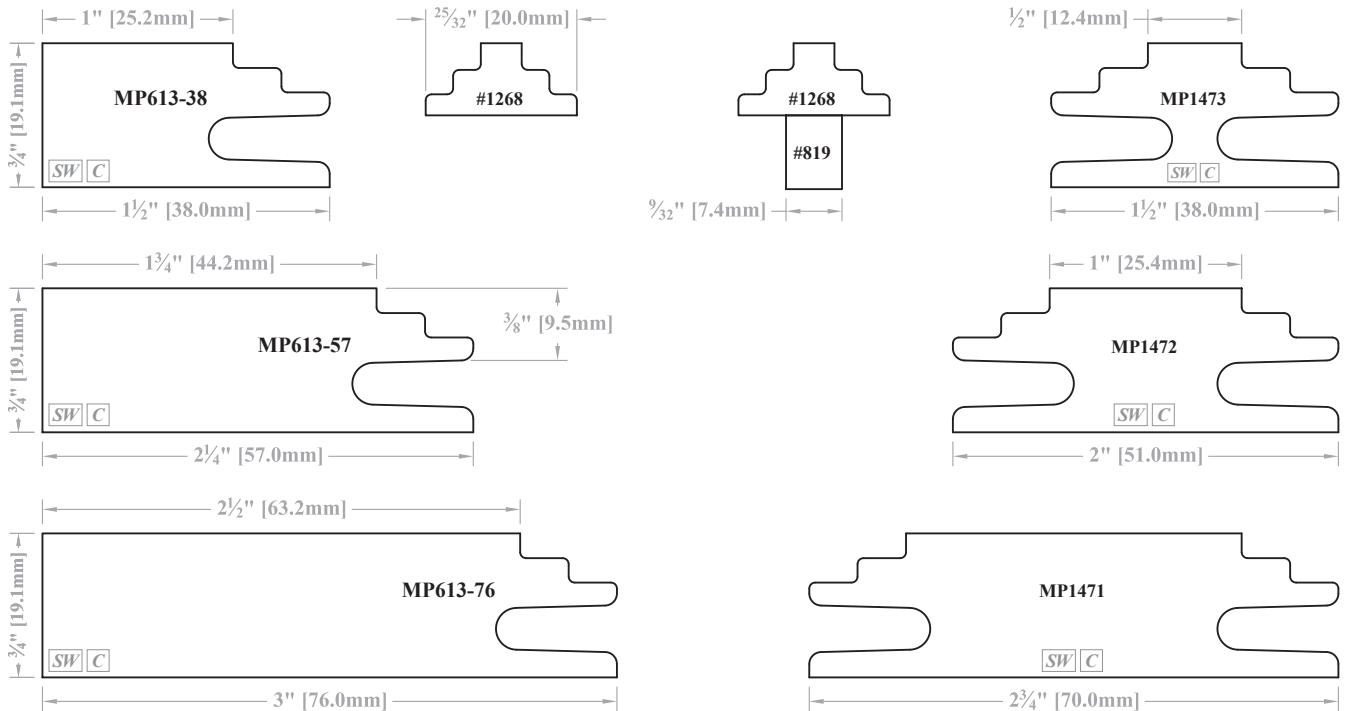 1" [25.2mm]
25/32" [20.0mm]
1/2" [12.4mm]
3/4" [19.1mm]
MP613-38
#1268
#1268
MP1473
#819
SW C
SW C
1 1/2" [38.0mm]
9/32" [7.4mm]
1 1/2" [38.0mm]
1 3/4" [44.2mm]
1" [25.4mm]
3/4" [19.1mm]
3/8" [9.5mm]
MP613-57
MP1472
SW C
SW C
2 1/4" [57.0mm]
2" [51.0mm]
2 1/2" [63.2mm]
3/4" [19.1mm]
MP613-76
MP1471
SW C
SW C
3" [76.0mm]
2 3/4" [70.0mm]